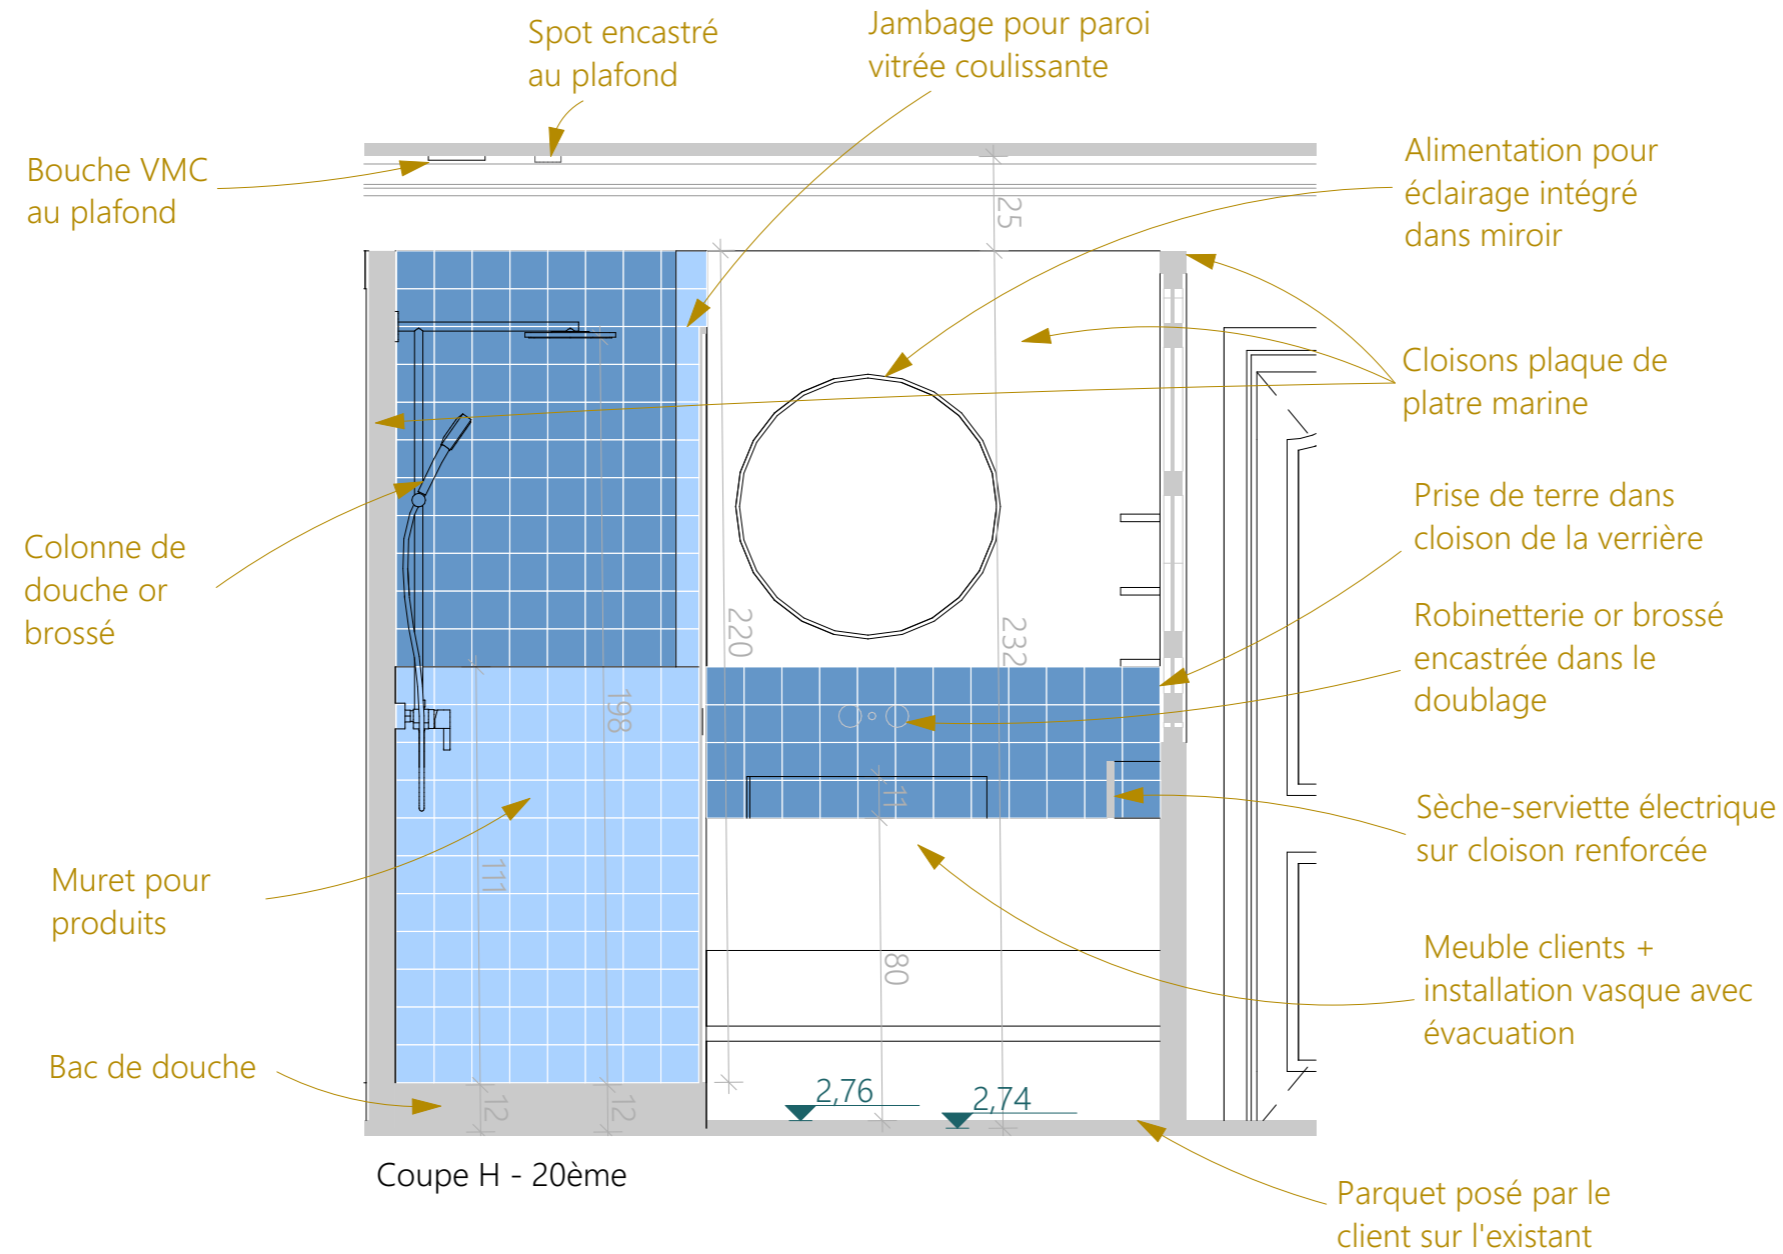 Spot encastré
au plafond
Jambage pour paroi
vitrée coulissante
Bouche VMC
au plafond
Alimentation pour
éclairage intégré
dans miroir
25
Cloisons plaque de
platre marine
Prise de terre dans
cloison de la verrière
Colonne de
douche or
brossé
Robinetterie or brossé
encastrée dans le
doublage
220
232
198
11
Sèche-serviette électrique
sur cloison renforcée
Muret pour
produits
111
80
Meuble clients +
installation vasque avec
évacuation
Bac de douche
12
12
2,76
2,74
Coupe H - 20ème
Parquet posé par le
client sur l'existant